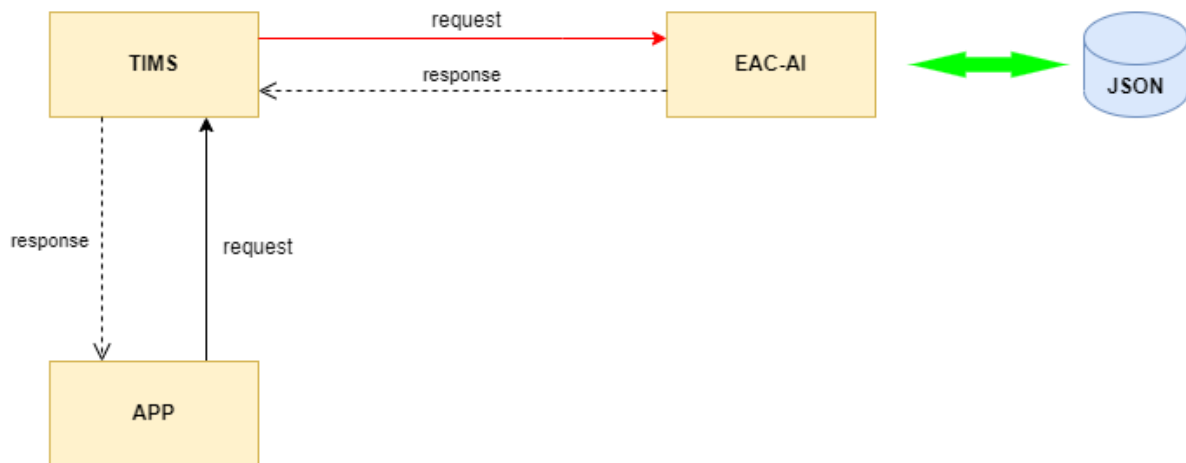 request
TIMS
EAC-AI
response
JSON
response
request
APP